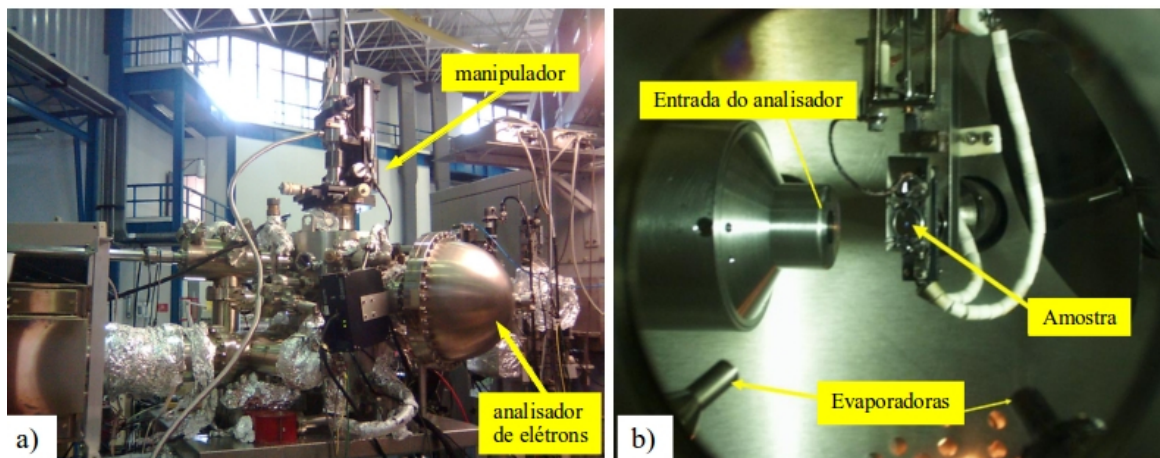 manipulador
analisador
de elétrons
a)
Entrada do analisador
Amostra
Evaporadoras
b)